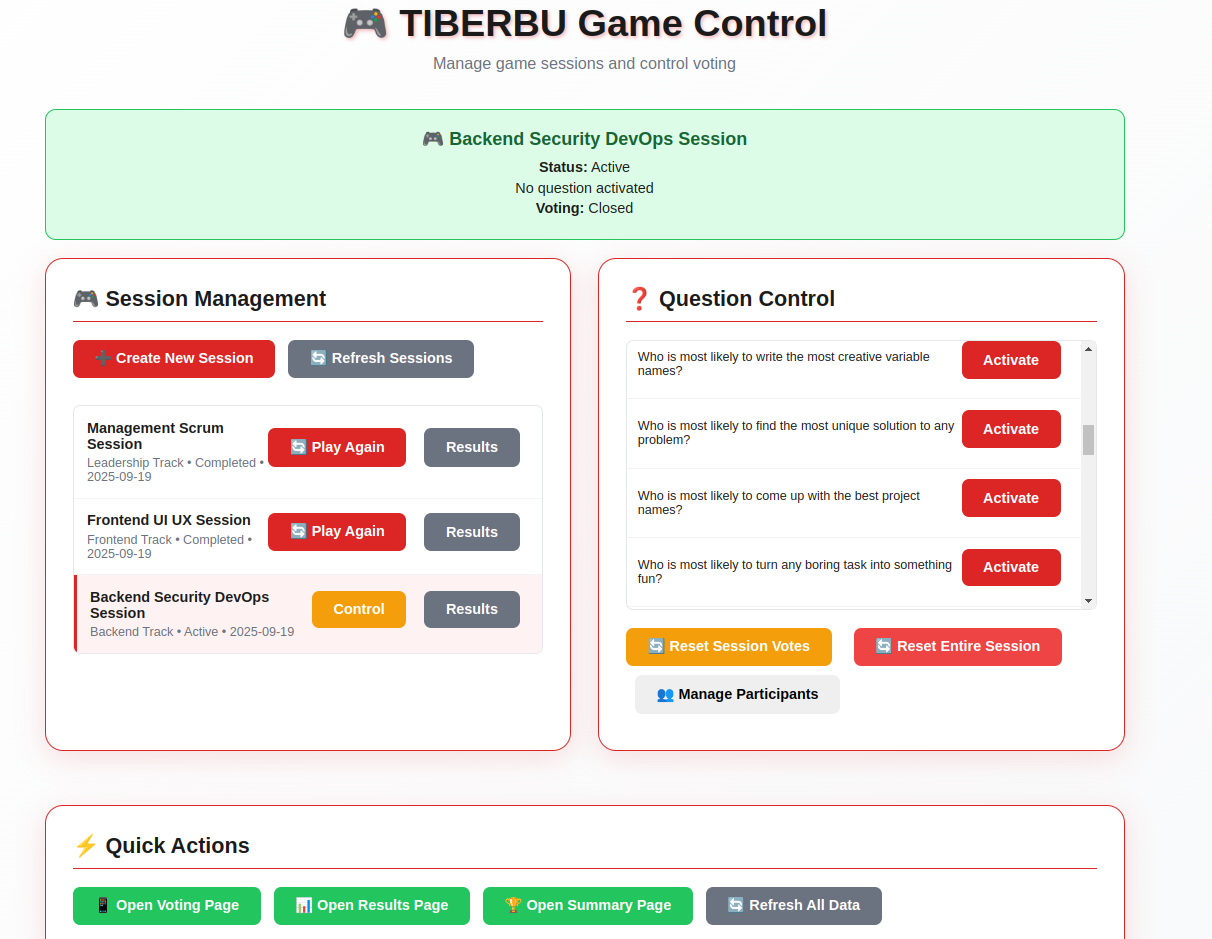 🎮 TIBERBU Game Control
Manage game sessions and control voting
🎮 Backend Security DevOps Session
Status: Active
No question activated
Voting: Closed
🎮 Session Management
➕ Create New Session
🔄 Refresh Sessions
Management Scrum
Session
Leadership Track • Completed •
2025-09-19
🔄 Play Again
Results
Frontend UI UX Session
Frontend Track • Completed •
2025-09-19
🔄 Play Again
Results
Backend Security DevOps
Session
Backend Track • Active • 2025-09-19
Control
Results
❓ Question Control
Who is most likely to write the most creative variable
names?
Activate
Who is most likely to find the most unique solution to any
problem?
Activate
Who is most likely to come up with the best project
names?
Activate
Who is most likely to turn any boring task into something
fun?
Activate
🔄 Reset Session Votes
🔄 Reset Entire Session
👥 Manage Participants
⚡ Quick Actions
📱 Open Voting Page
📊 Open Results Page
🏆 Open Summary Page
🔄 Refresh All Data